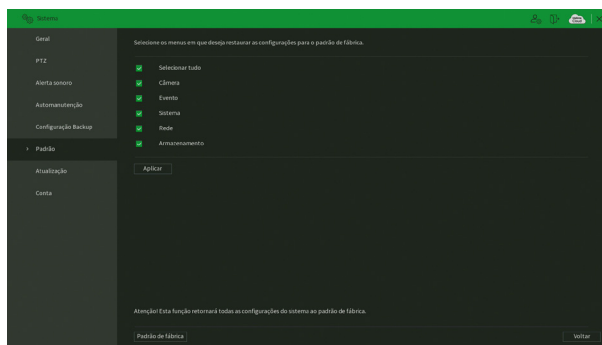 Sistema
Geral
PTZ
Alerta sonoro
Automanutenção
Configuração Backup
Padrão
Atualização
Conta
Selecione os menus em que deseja restaurar as configurações para o padrão de fábrica.
Selecionar tudo
Câmera
Evento
Sistema
Rede
Armazenamento
Aplicar
Atenção! Esta função retornará todas as configurações do sistema ao padrão de fábrica.
Padrão de fábrica
Voltar